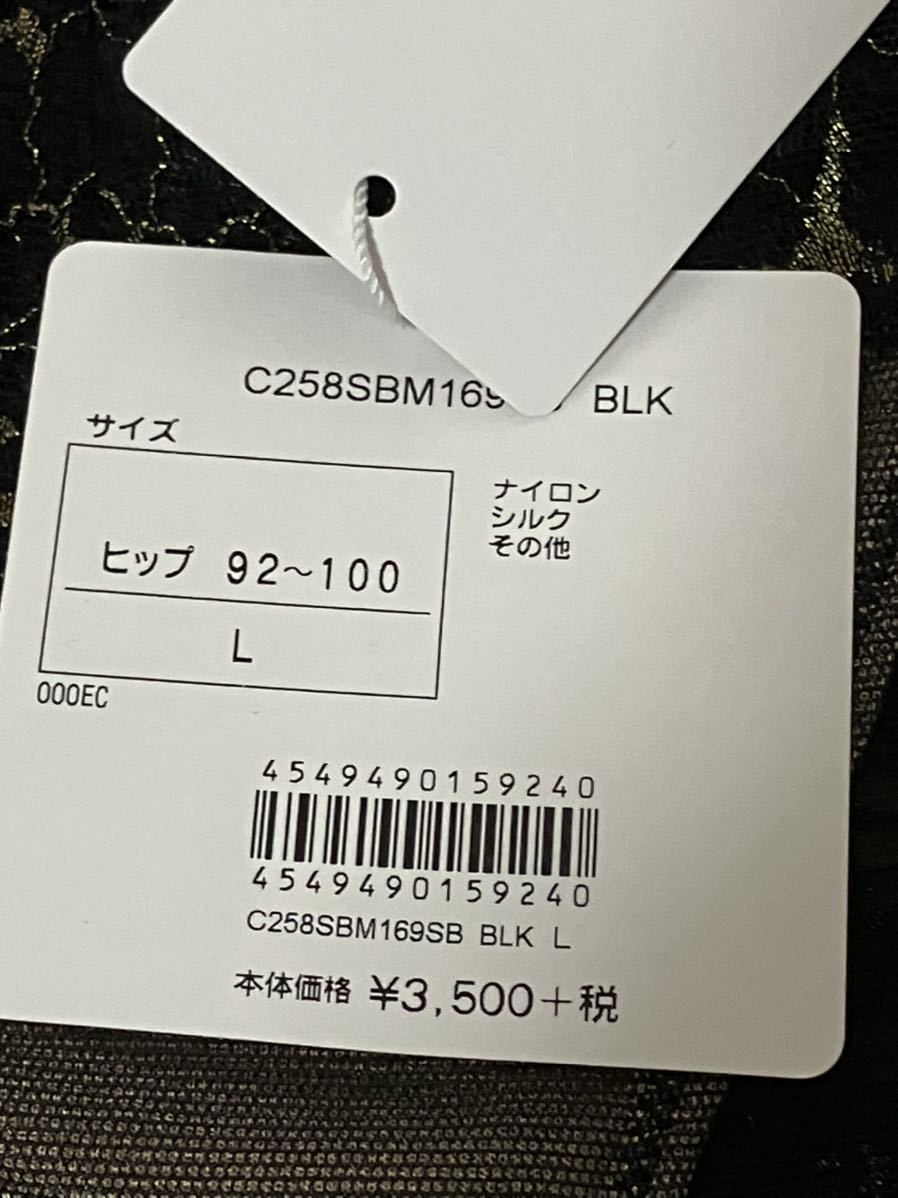 C258SBM169 BLK
サイズ
ヒップ 92～100
L
000EC
ナイロン
シルク
その他
4549490159240
4549490159240
C258SBM169SB BLK L
本体価格 ¥3,500+税